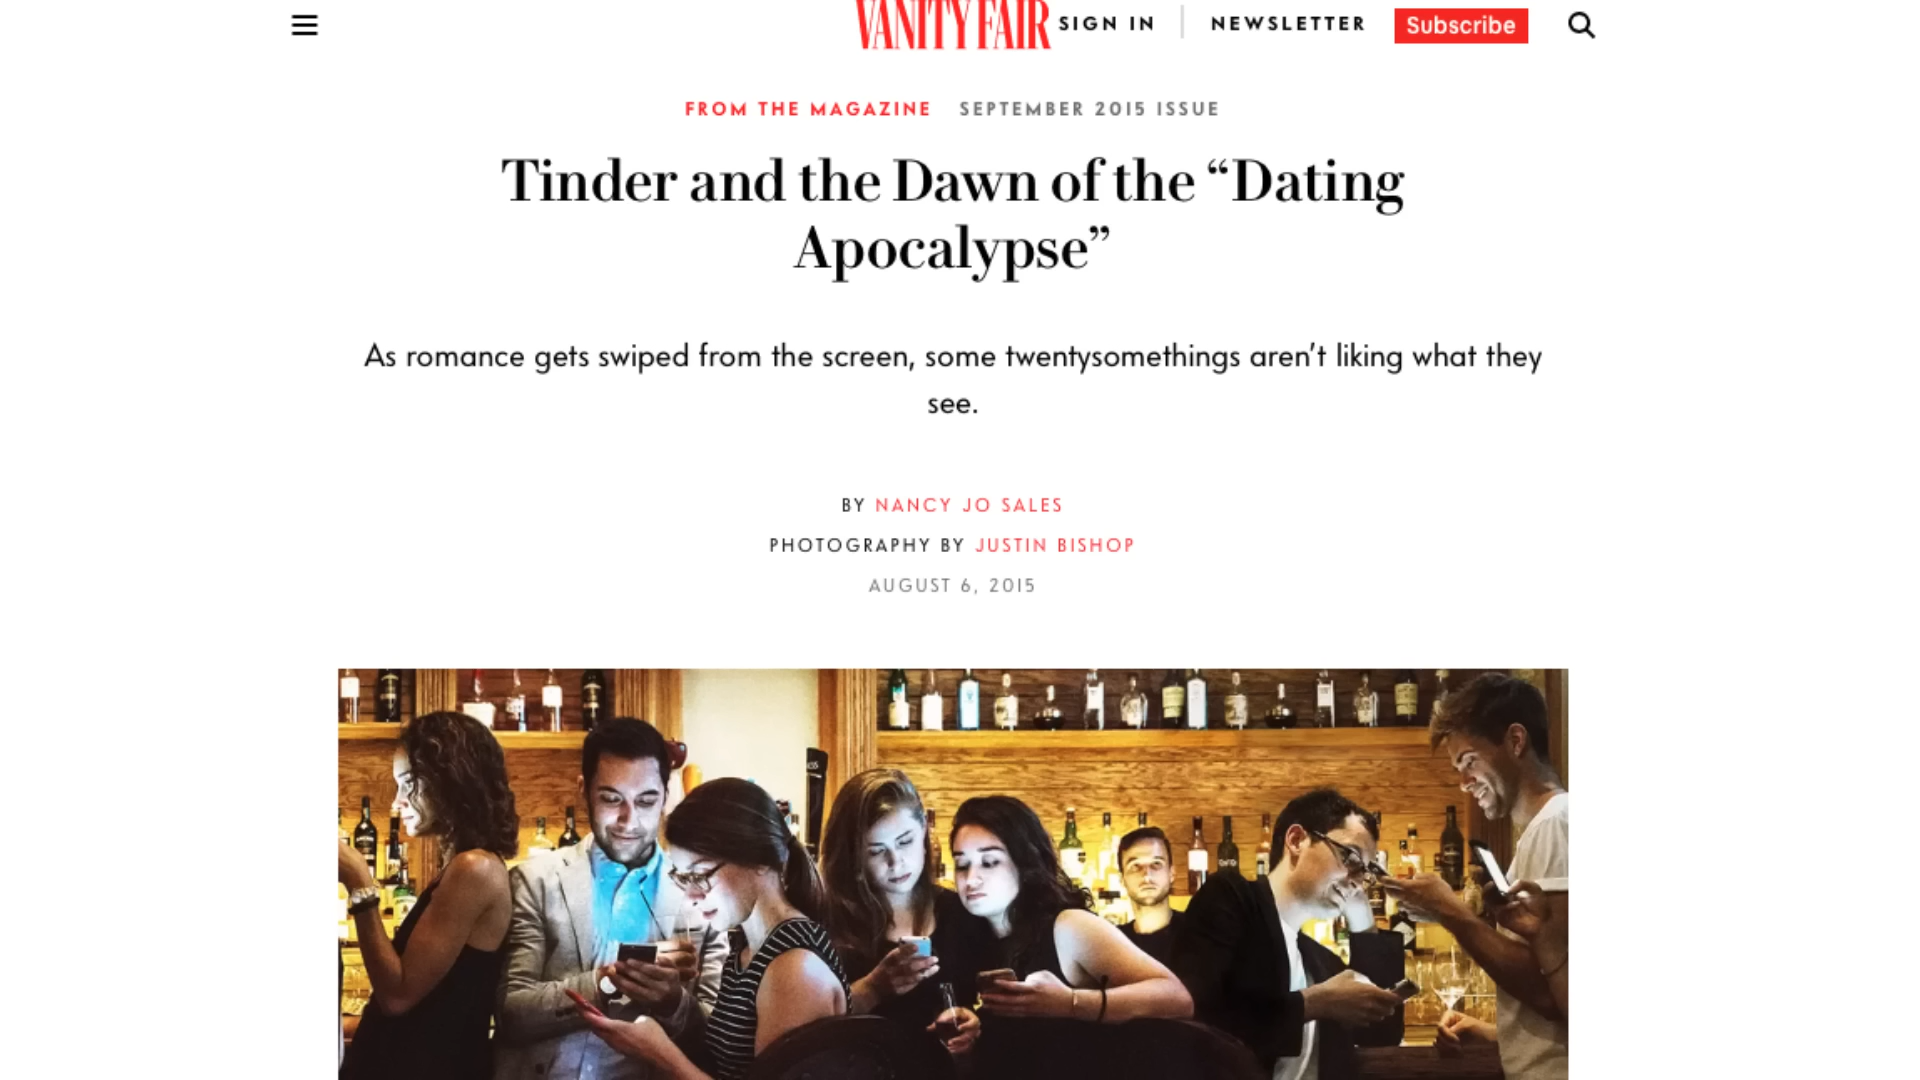 VANITY FAIR SIGN IN NEWSLETTER Subscribe
FROM THE MAGAZINE SEPTEMBER 2015 ISSUE
Tinder and the Dawn of the “Dating
Apocalypse”
As romance gets swiped from the screen, some twentysomethings aren’t liking what they
see.
BY NANCY JO SALES
PHOTOGRAPHY BY JUSTIN BISHOP
AUGUST 6, 2015